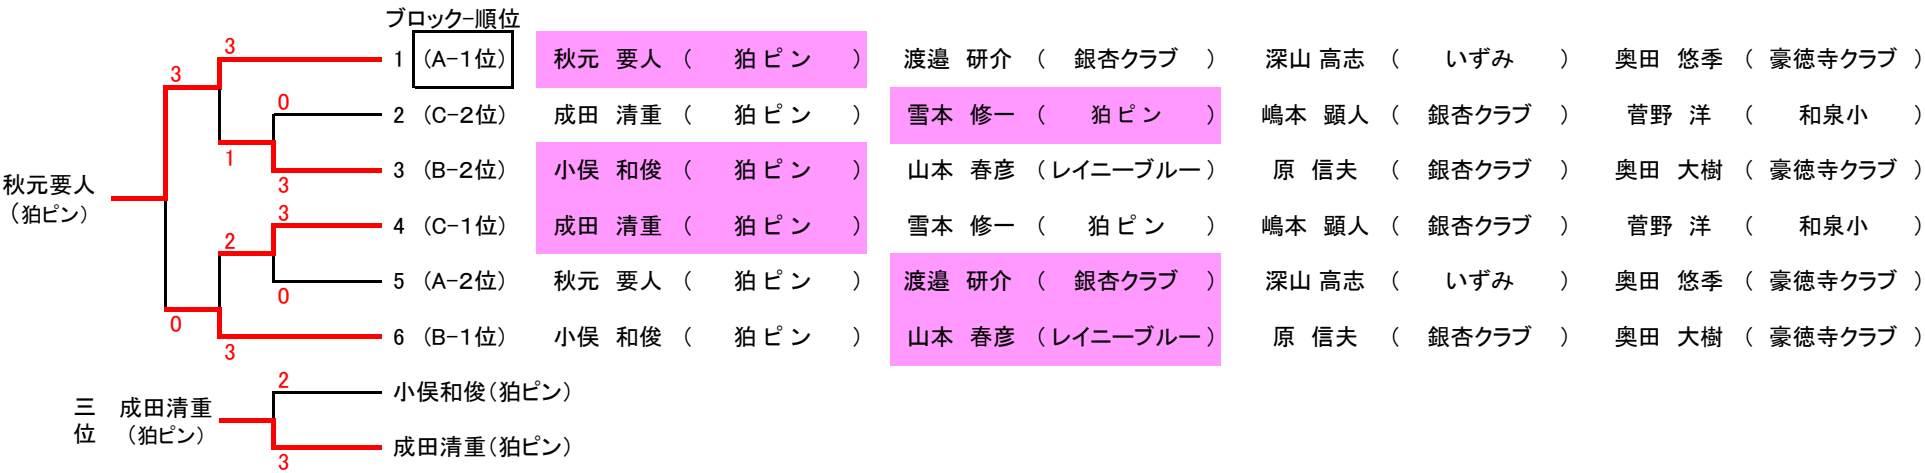 ブロック-順位
3
1 (A-1位) 秋元 要人 ( 狛ピン ) 渡邉 研介 ( 銀杏クラブ ) 深山 高志 ( いずみ ) 奥田 悠季 ( 豪徳寺クラブ )
3
0
2 (C-2位) 成田 清重 ( 狛ピン ) 雪本 修一 ( 狛ピン ) 嶋本 顕人 ( 銀杏クラブ ) 菅野 洋 ( 和泉小 )
1
3 (B-2位) 小俣 和俊 ( 狛ピン ) 山本 春彦 (レイニーブルー) 原 信夫 ( 銀杏クラブ ) 奥田 大樹 ( 豪徳寺クラブ )
3
秋元要人
(狛ピン)
3
4 (C-1位) 成田 清重 ( 狛ピン ) 雪本 修一 ( 狛ピン ) 嶋本 顕人 ( 銀杏クラブ ) 菅野 洋 ( 和泉小 )
2
5 (A-2位) 秋元 要人 ( 狛ピン ) 渡邉 研介 ( 銀杏クラブ ) 深山 高志 ( いずみ ) 奥田 悠季 ( 豪徳寺クラブ )
0
0
6 (B-1位) 小俣 和俊 ( 狛ピン ) 山本 春彦 (レイニーブルー) 原 信夫 ( 銀杏クラブ ) 奥田 大樹 ( 豪徳寺クラブ )
3
2
小俣和俊(狛ピン)
三位
成田清重
(狛ピン)
成田清重(狛ピン)
3